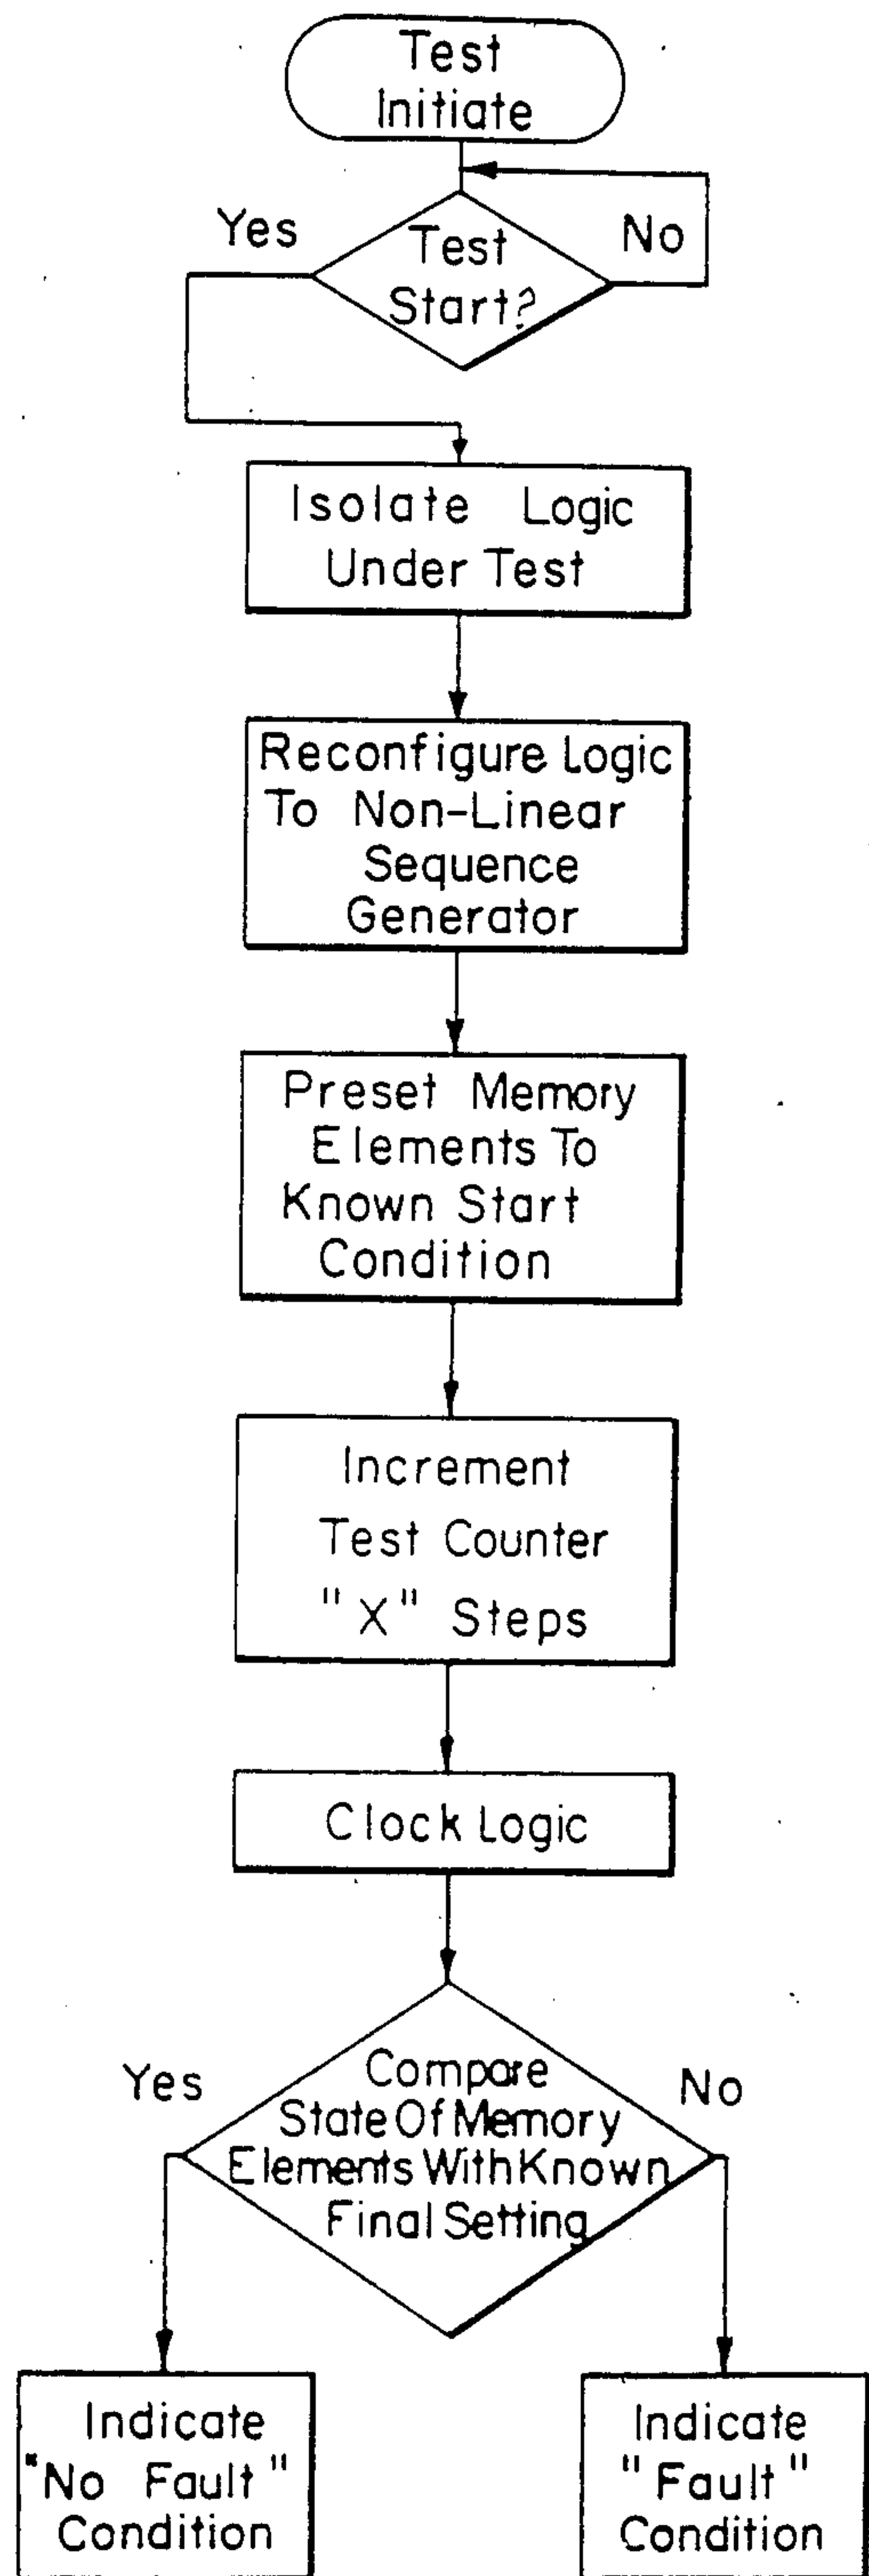 Test
Initiate
Yes
Test
Start?
No
Isolate Logic
Under Test
Reconfigure Logic
To Non-Linear
Sequence
Generator
Preset Memory
Elements To
Known Start
Condition
Increment
Test Counter
"X" Steps
Clock Logic
Yes
Compare
State Of Memory
Elements With Known
Final Setting
No
Indicate
"No Fault"
Condition
Indicate
"Fault"
Condition